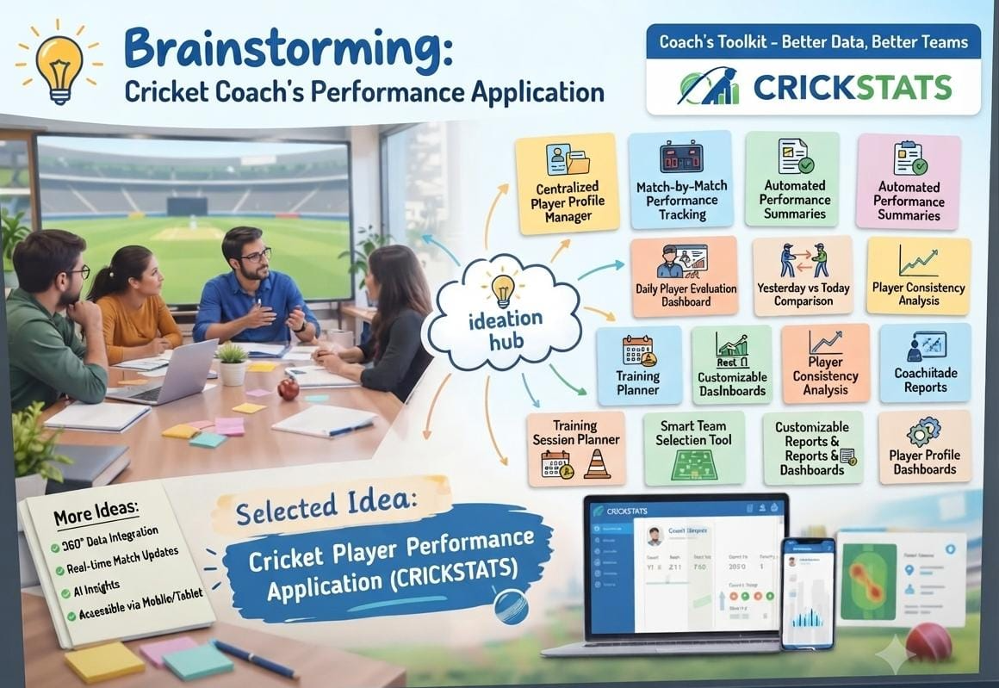 Brainstorming:
Cricket Coach's Performance Application
Coach's Toolkit - Better Data, Better Teams
CRICKSTATS
Centralized
Player Profile
Manager
Match-by-Match
Performance
Tracking
Automated
Performance
Summaries
Automated
Performance
Summaries
Daily Player Evaluation
Dashboard
Yesterday vs Today
Comparison
Player Consistency
Analysis
ideation
hub
Training
Planner
Customizable
Player
Consistency
Analysis
Coachiitade
Reports
Training
Session Planner
Smart Team
Selection Tool
Customizable
Reports &
Reports &
Dashboards
Player Profile
Dashboards
More Ideas:
360° Data Integration
Real-time Match Updates
AI Insights
Accessible via Mobilo/Tablet
Selected Idea:
Cricket Player Performance
Application (CRICKSTATS)
CRICKSTATS